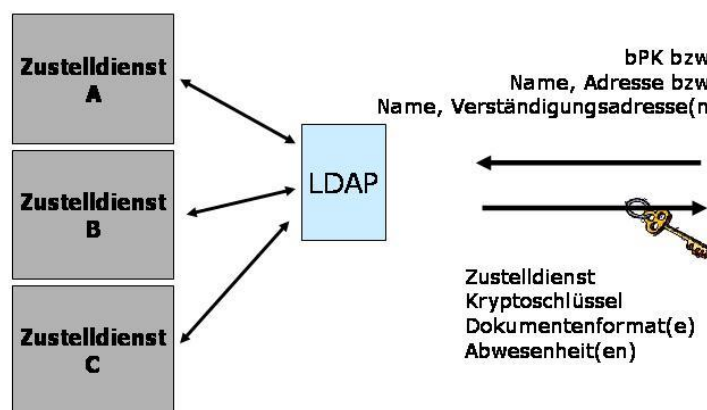 Zustelldienst
A
Zustelldienst
B
Zustelldienst
C
LDAP
bPK bzw
Name, Adresse bzw
Name, Verständigungsadresse(n
Zustelldienst
Kryptoschlüssel
Dokumentenformat(e)
Abwesenheit(en)